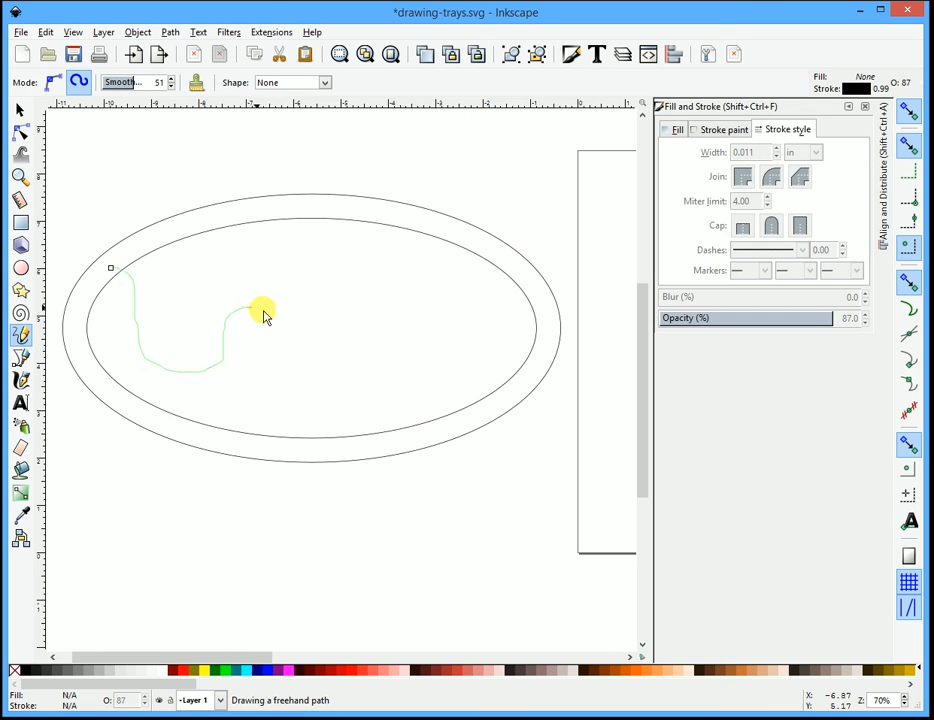 *drawing-trays.svg - Inkscape
File Edit View Layer Object Path Text Filters Extensions Help
Mode: Smooth... 51 Shape: None
Fill: None
Stroke: 0.99 O: 87
Fill and Stroke (Shift+Ctrl+F)
Fill Stroke paint Stroke style
Width: 0.011 in
Join:
Miter limit: 4.00
Cap:
Dashes: 0.00
Markers:
Blur (%) 0.0
Opacity (%) 87.0
Align and Distribute (Shift+Ctrl+A)
Fill: N/A
Stroke: N/A
O: 87
•Layer 1
Drawing a freehand path
X: -6.87
Y: 5.17
Z: 70%